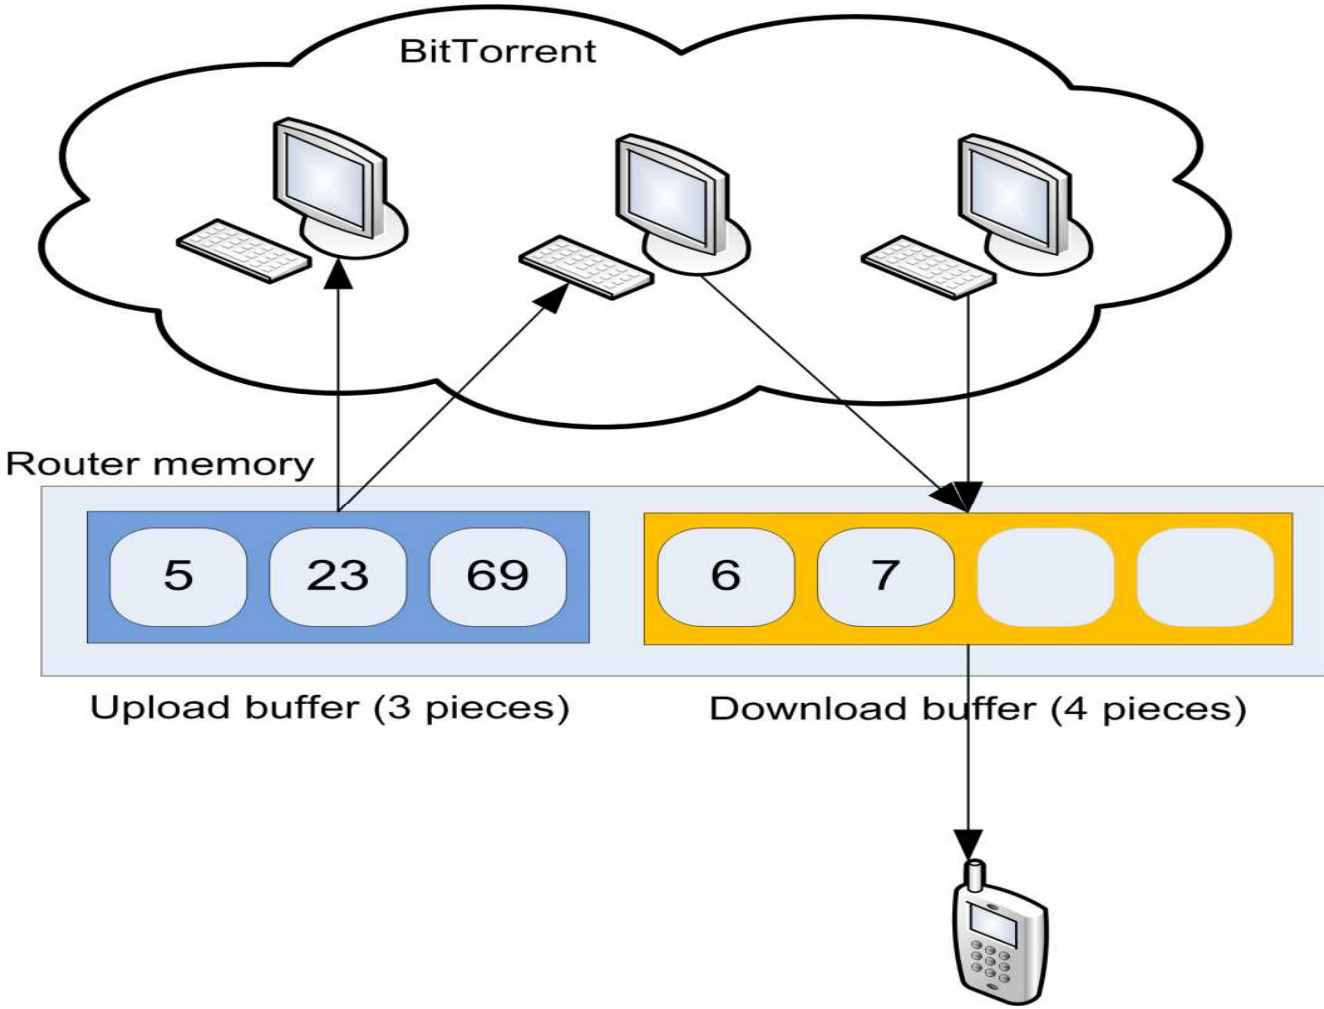 BitTorrent
Router memory
5 23 69
6 7
Upload buffer (3 pieces)
Download buffer (4 pieces)